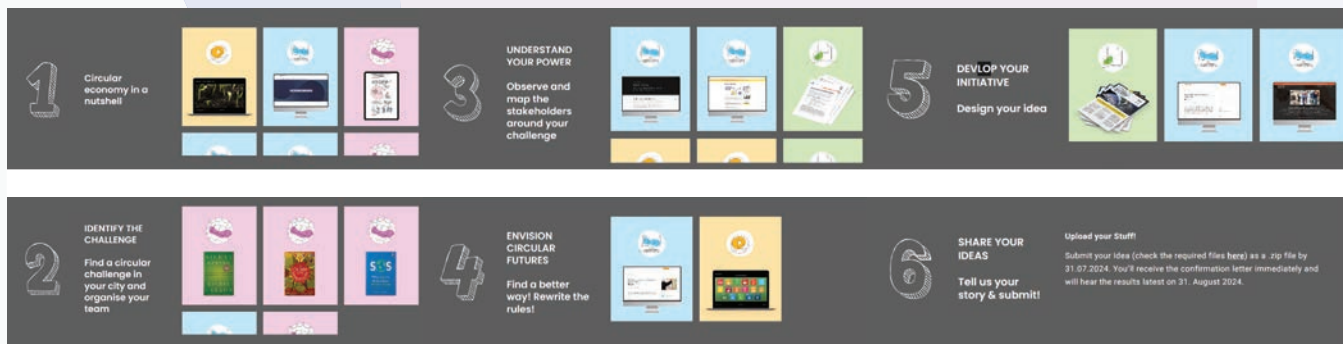 1
Circular
economy in a
nutshell
3
UNDERSTAND
YOUR POWER
Observe and
map the
stakeholders
around your
challenge
5
DEVLOP YOUR
INITIATIVE
Design your idea
2
IDENTIFY THE
CHALLENGE
Find a circular
challenge in
your city and
organise your
team
SOS
4
ENVISION
CIRCULAR
FUTURES
Find a better
way! Rewrite the
rules!
6
SHARE YOUR
IDEAS
Tell us your
story & submit!
Upload your Stuff!
Submit your Idea (check the required files here) as a .zip file by
31.07.2024. You'll receive the confirmation letter immediately and
will hear the results latest on 31. August 2024.